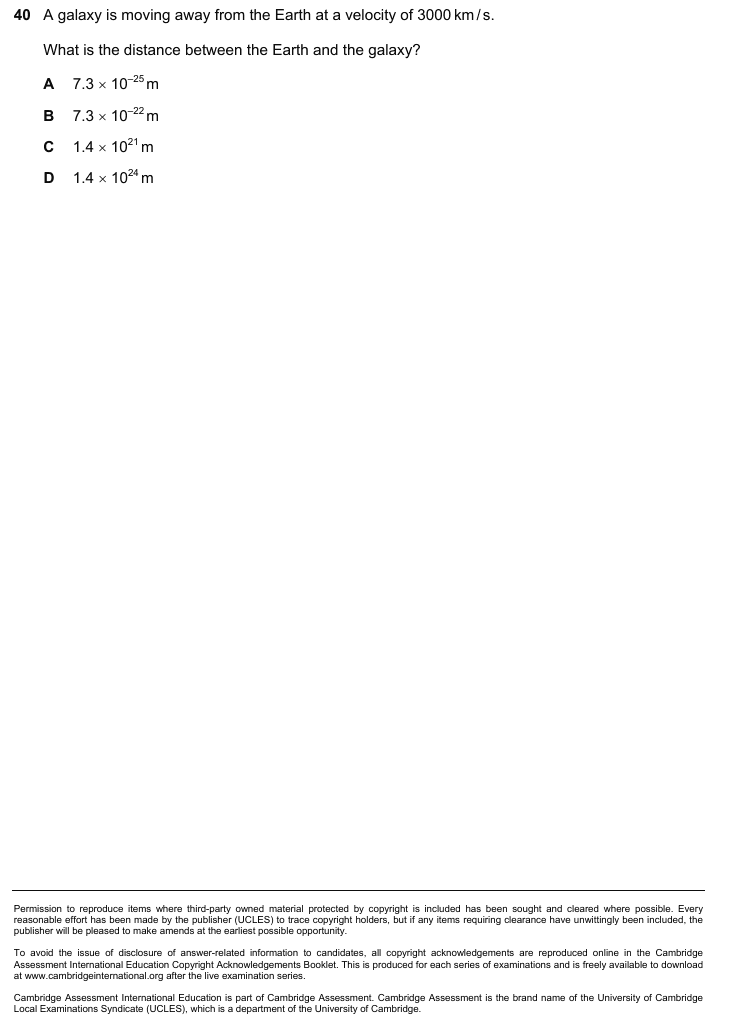 40 A galaxy is moving away from the Earth at a velocity of 3000 km / s.
What is the distance between the Earth and the galaxy?
A 7.3 × 10⁻²⁵ m
B 7.3 × 10⁻²² m
C 1.4 × 10²¹ m
D 1.4 × 10²⁴ m
Permission to reproduce items where third-party owned material protected by copyright is included has been sought and cleared where possible. Every
reasonable effort has been made by the publisher (UCLES) to trace copyright holders, but if any items requiring clearance have unwittingly been included, the
publisher will be pleased to make amends at the earliest possible opportunity.
To avoid the issue of disclosure of answer-related information to candidates, all copyright acknowledgements are reproduced online in the Cambridge
Assessment International Education Copyright Acknowledgements Booklet. This is produced for each series of examinations and is freely available to download
at www.cambridgeinternational.org after the live examination series.
Cambridge Assessment International Education is part of Cambridge Assessment. Cambridge Assessment is the brand name of the University of Cambridge
Local Examinations Syndicate (UCLES), which is a department of the University of Cambridge.